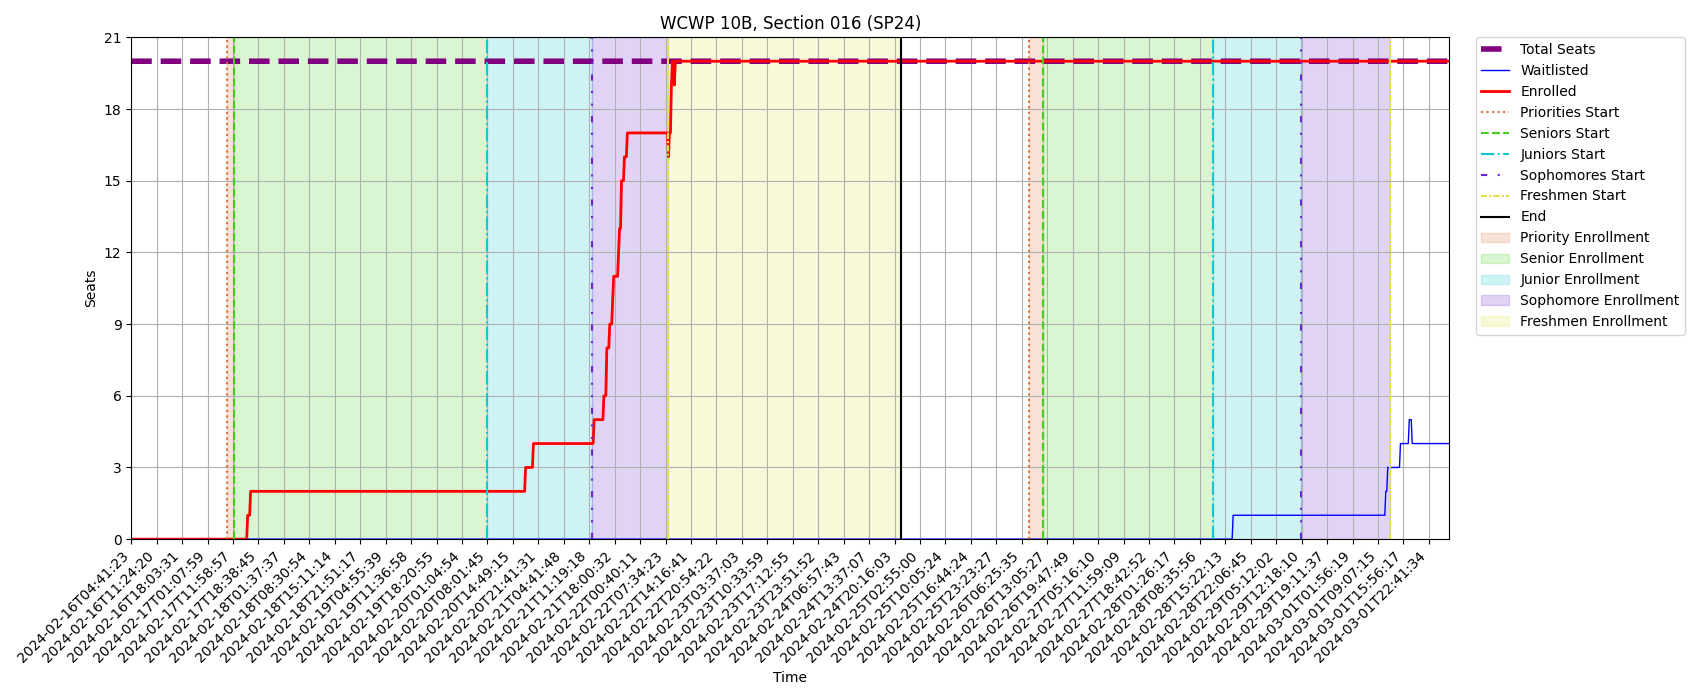 WCWP 10B, Section 016 (SP24)
21
18
15
12
9
6
3
0
Seats
2024-02-16T04:41:23
2024-02-16T11:24:20
2024-02-16T18:03:31
2024-02-17T01:07:59
2024-02-17T11:58:57
2024-02-17T18:38:45
2024-02-18T01:37:37
2024-02-18T08:30:54
2024-02-18T15:11:14
2024-02-18T21:51:17
2024-02-19T04:55:39
2024-02-19T11:36:58
2024-02-19T18:20:55
2024-02-20T01:04:54
2024-02-20T08:01:45
2024-02-20T14:49:15
2024-02-20T21:41:31
2024-02-21T04:41:48
2024-02-21T11:19:18
2024-02-21T18:00:32
2024-02-22T00:40:11
2024-02-22T07:34:23
2024-02-22T14:16:41
2024-02-22T20:54:22
2024-02-23T03:37:03
2024-02-23T10:33:59
2024-02-23T17:12:55
2024-02-23T23:51:52
2024-02-24T06:57:43
2024-02-24T13:37:07
2024-02-24T20:16:03
2024-02-25T02:55:00
2024-02-25T10:05:24
2024-02-25T16:44:24
2024-02-25T23:23:27
2024-02-26T06:25:35
2024-02-26T13:05:27
2024-02-26T19:47:49
2024-02-27T05:16:10
2024-02-27T11:59:09
2024-02-27T18:42:52
2024-02-28T01:26:17
2024-02-28T08:35:56
2024-02-28T15:22:13
2024-02-28T22:06:45
2024-02-29T05:12:02
2024-02-29T12:18:10
2024-02-29T19:11:37
2024-03-01T01:56:19
2024-03-01T09:07:15
2024-03-01T15:56:17
2024-03-01T22:41:34
Time
Total Seats
Waitlisted
Enrolled
Priorities Start
Seniors Start
Juniors Start
Sophomores Start
Freshmen Start
End
Priority Enrollment
Senior Enrollment
Junior Enrollment
Sophomore Enrollment
Freshmen Enrollment